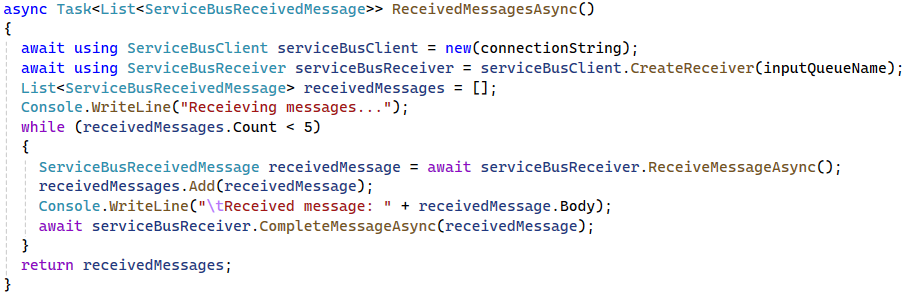 async Task<List<ServiceBusReceivedMessage>> ReceivedMessagesAsync()
{
  await using ServiceBusClient serviceBusClient = new(connectionString);
  await using ServiceBusReceiver serviceBusReceiver = serviceBusClient.CreateReceiver(inputQueueName);
  List<ServiceBusReceivedMessage> receivedMessages = [];
  Console.WriteLine("Receieving messages...");
  while (receivedMessages.Count < 5)
  {
    ServiceBusReceivedMessage receivedMessage = await serviceBusReceiver.ReceiveMessageAsync();
    receivedMessages.Add(receivedMessage);
    Console.WriteLine("\tReceived message: " + receivedMessage.Body);
    await serviceBusReceiver.CompleteMessageAsync(receivedMessage);
  }
  return receivedMessages;
}